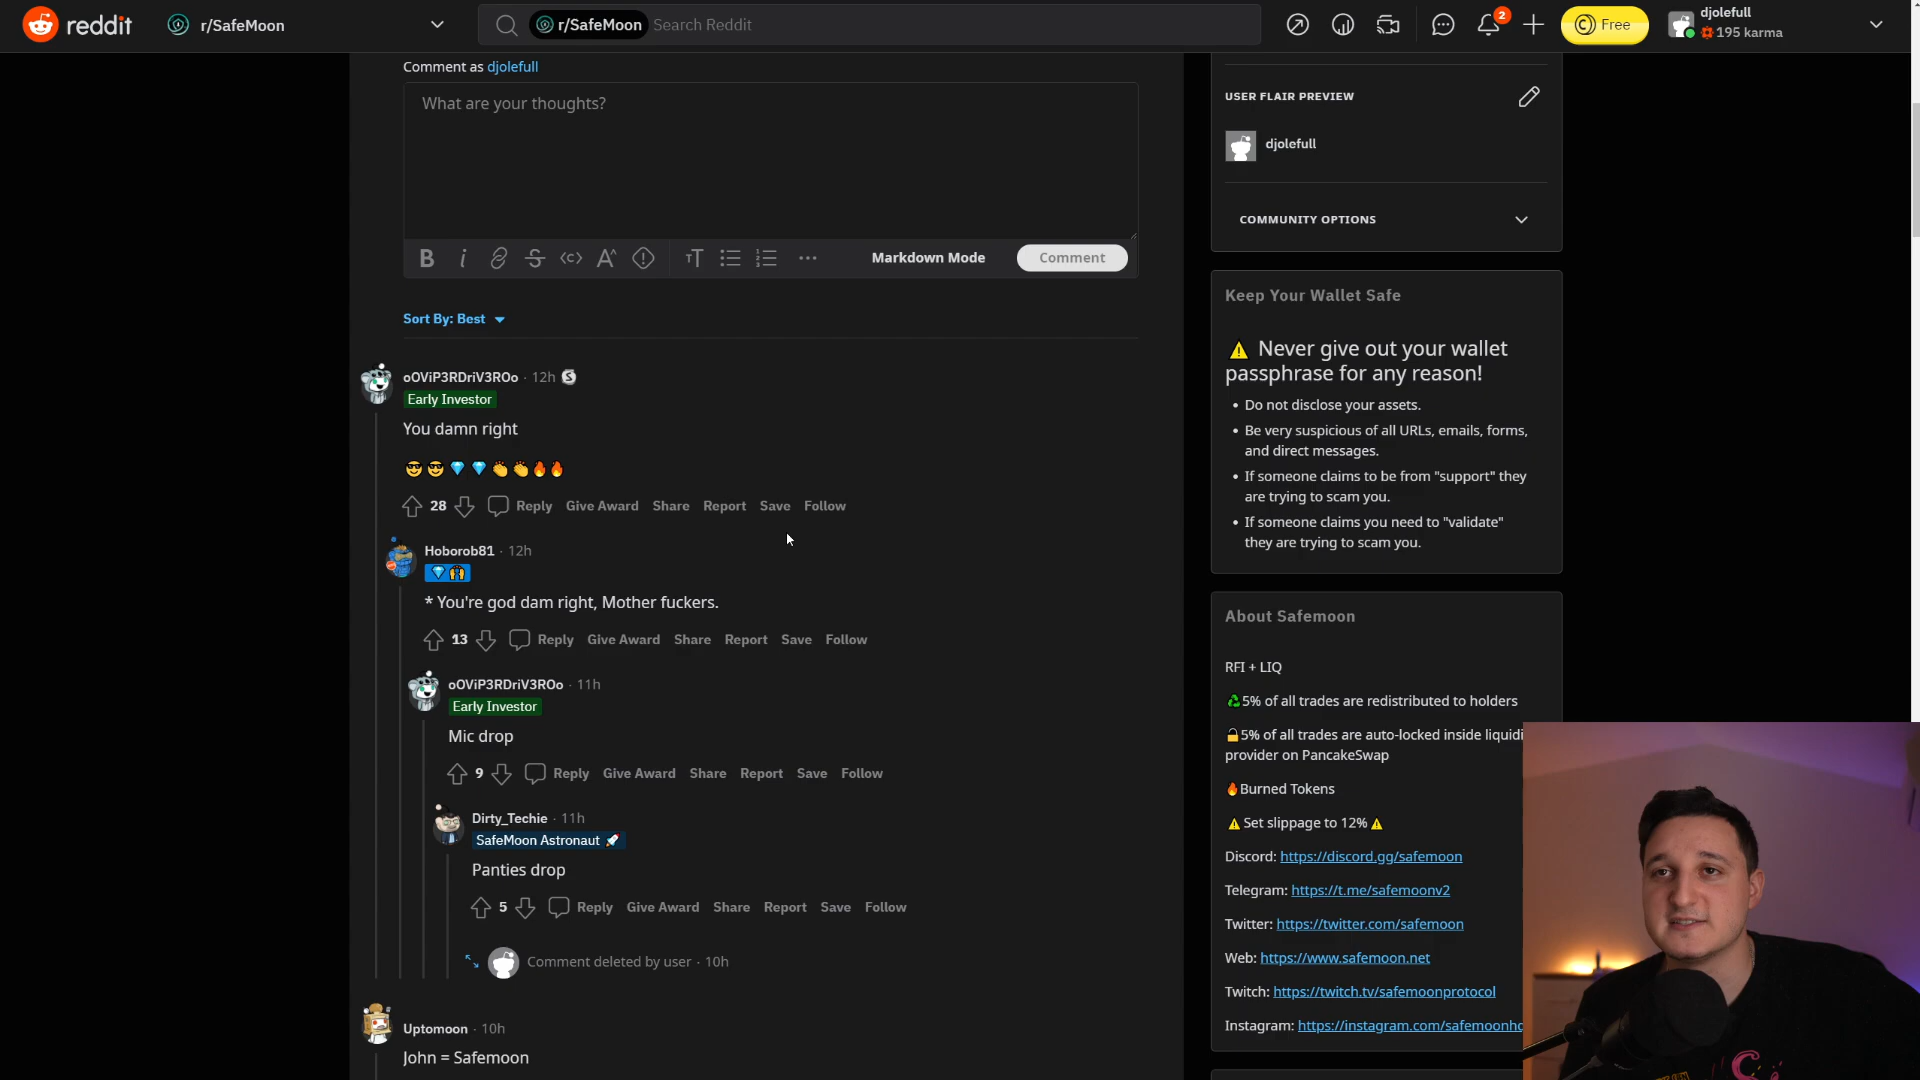 reddit
r/SafeMoon
r/SafeMoon Search Reddit
2
Free
djolefull
195 karma
Comment as djolefull
What are your thoughts?
Markdown Mode
Comment
Sort By: Best
oOViP3RDriV3ROo · 12h
Early Investor
You damn right
28 Reply Give Award Share Report Save Follow
Hoborob81 · 12h
* You're god dam right, Mother fuckers.
13 Reply Give Award Share Report Save Follow
oOViP3RDriV3ROo · 11h
Early Investor
Mic drop
9 Reply Give Award Share Report Save Follow
Dirty_Techie · 11h
SafeMoon Astronaut 🚀
Panties drop
5 Reply Give Award Share Report Save Follow
Comment deleted by user · 10h
Uptomoon · 10h
John = Safemoon
USER FLAIR PREVIEW
djolefull
COMMUNITY OPTIONS
Keep Your Wallet Safe
⚠ Never give out your wallet
passphrase for any reason!
• Do not disclose your assets.
• Be very suspicious of all URLs, emails, forms,
and direct messages.
• If someone claims to be from "support" they
are trying to scam you.
• If someone claims you need to "validate"
they are trying to scam you.
About Safemoon
RFI + LIQ
♻5% of all trades are redistributed to holders
🔒5% of all trades are auto-locked inside liquidi
provider on PancakeSwap
🔥Burned Tokens
⚠Set slippage to 12%⚠
Discord: https://discord.gg/safemoon
Telegram: https://t.me/safemoonv2
Twitter: https://twitter.com/safemoon
Web: https://www.safemoon.net
Twitch: https://twitch.tv/safemoonprotocol
Instagram: https://instagram.com/safemoonhq